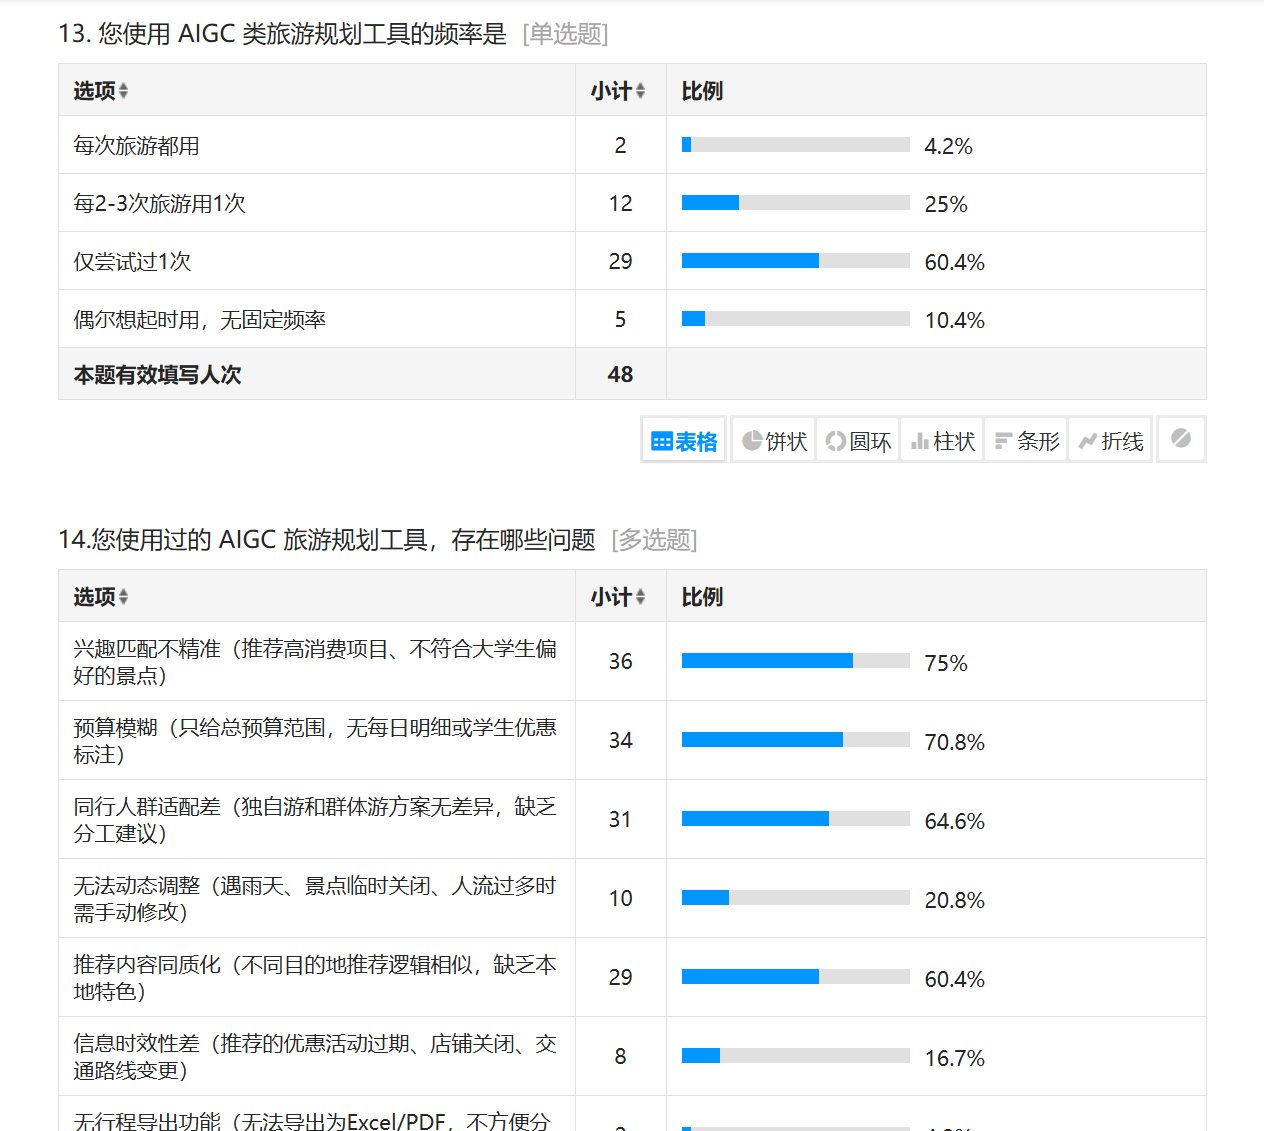 13. 您使用 AIGC 类旅游规划工具的频率是 [单选题]
选项 小计 比例
每次旅游都用 2 4.2%
每2-3次旅游用1次 12 25%
仅尝试过1次 29 60.4%
偶尔想起时用，无固定频率 5 10.4%
本题有效填写人次 48
表格 饼状 圆环 柱状 条形 折线
14.您使用过的 AIGC 旅游规划工具，存在哪些问题 [多选题]
选项 小计 比例
兴趣匹配不精准（推荐高消费项目、不符合大学生偏
好的景点）
36 75%
预算模糊（只给总预算范围，无每日明细或学生优惠
标注）
34 70.8%
同行人群适配差（独自游和群体游方案无差异，缺乏
分工建议）
31 64.6%
无法动态调整（遇雨天、景点临时关闭、人流过多时
需手动修改）
10 20.8%
推荐内容同质化（不同目的地推荐逻辑相似，缺乏本
地特色）
29 60.4%
信息时效性差（推荐的优惠活动过期、店铺关闭、交
通路线变更）
8 16.7%
无行程导出功能（无法导出为Excel/PDF，不方便分